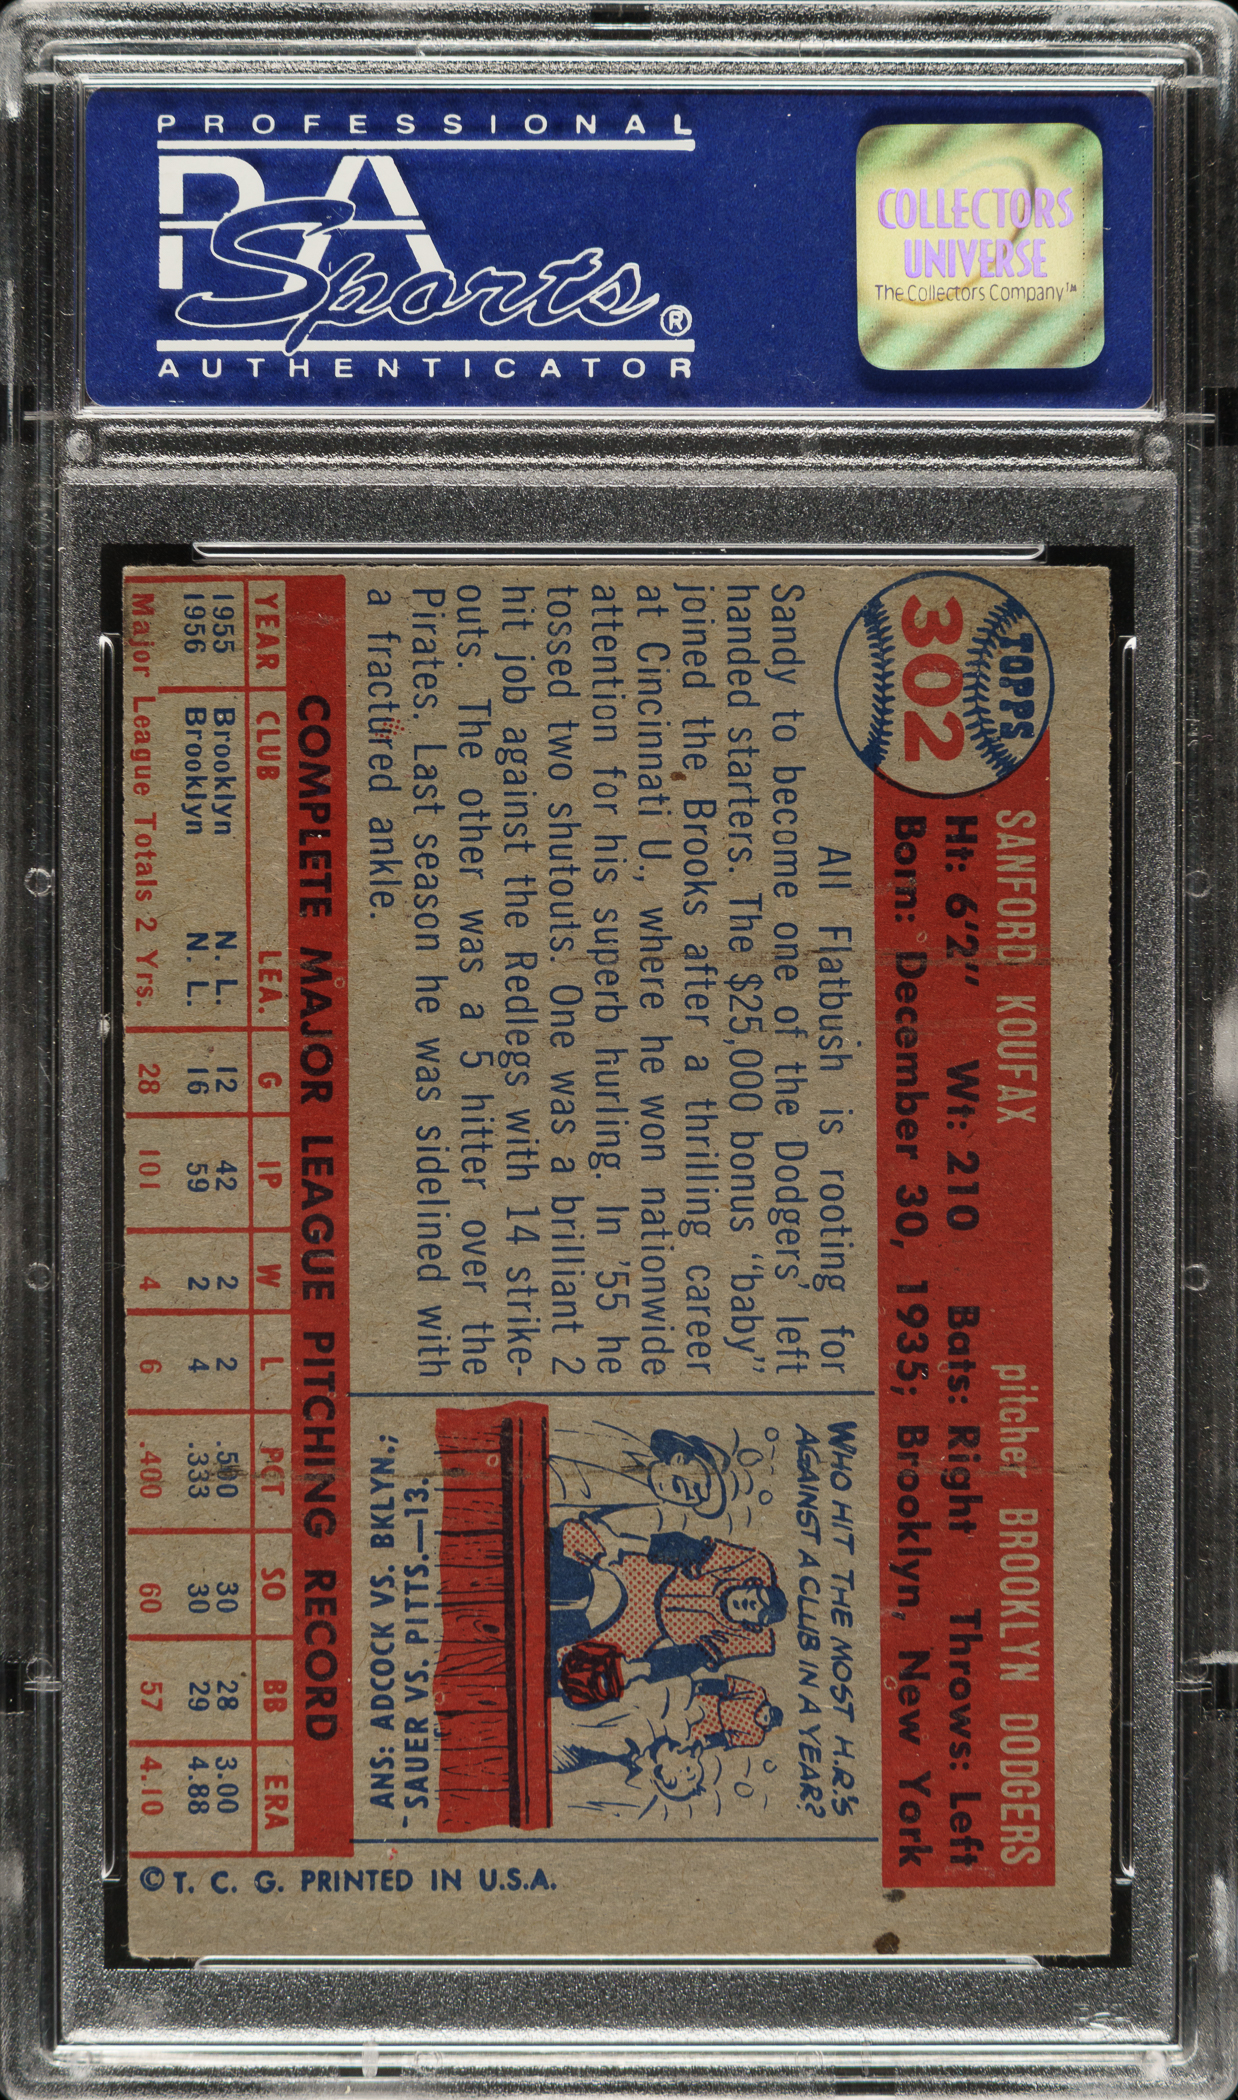 PROFESSIONAL
PSA
Sports®
AUTHENTICATOR
COLLECTORS
UNIVERSE
The Collectors Company™
TOPPS
302
SANFORD KOUFAX pitcher BROOKLYN DODGERS
Ht: 6'2" Wt: 210 Bats: Right Throws: Left
Born: December 30, 1935; Brooklyn, New York
All Flatbush is rooting for
Sandy to become one of the Dodgers' left
handed starters. The $25,000 bonus "baby"
joined the Brooks after a thrilling career
at Cincinnati U., where he won nationwide
attention for his superb hurling. In '55 he
tossed two shutouts. One was a brilliant 2
hit job against the Redlegs with 14 strike-
outs. The other was a 5 hitter over the
Pirates. Last season he was sidelined with
a fractured ankle.
WHO HIT THE MOST H.R.'S
AGAINST A CLUB IN A YEAR?
ANS: ADCOCK VS. BKLYN.;
SAUER VS. PITTS.—13.
COMPLETE MAJOR LEAGUE PITCHING RECORD
YEAR CLUB LEA. G IP W L PCT SO BB ERA
1955 Brooklyn N. L. 12 42 2 2 .500 30 28 3.00
1956 Brooklyn N. L. 16 59 2 4 .333 30 29 4.88
Major League Totals 2 Yrs. 28 101 4 6 .400 60 57 4.10
© T. C. G. PRINTED IN U.S.A.